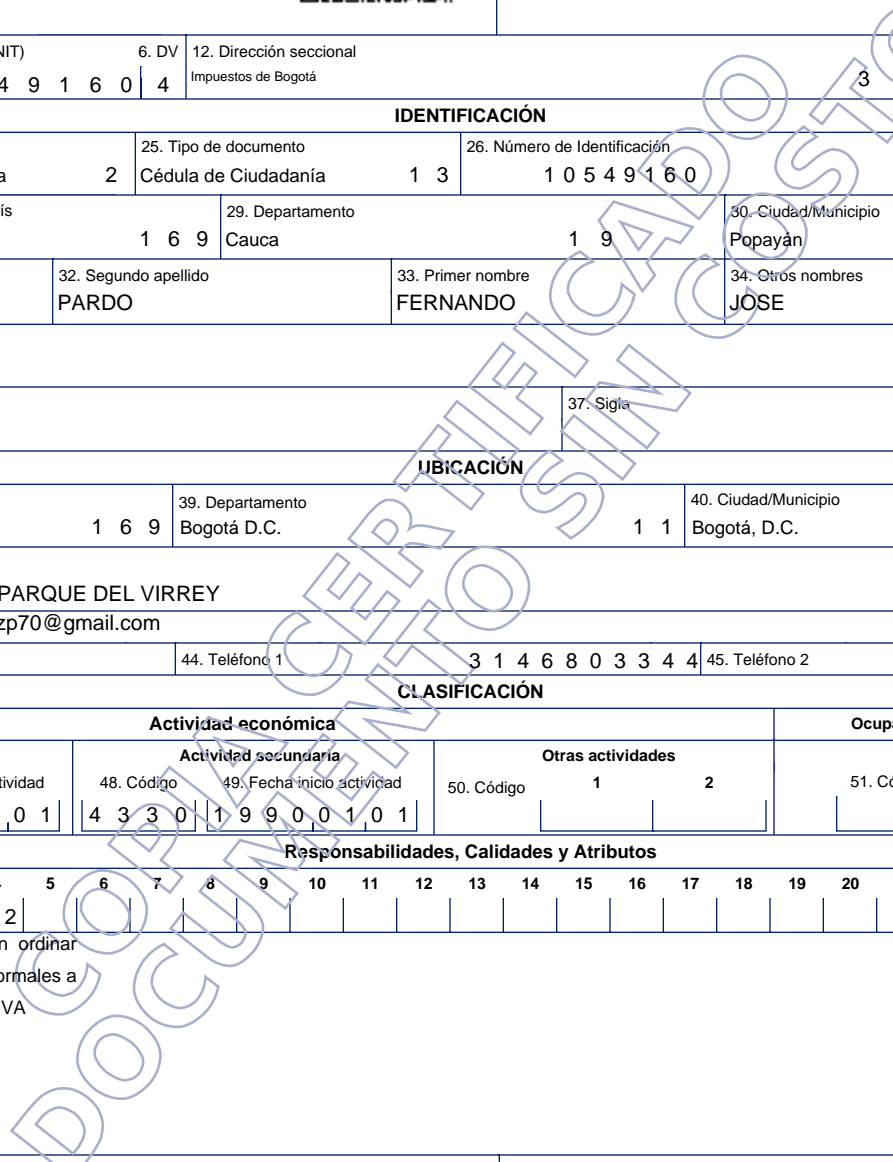 NIT) 6. DV 12. Dirección seccional
4 9 1 6 0 4 Impuestos de Bogotá 3
IDENTIFICACIÓN
25. Tipo de documento 26. Número de Identificación
a 2 Cédula de Ciudadanía 1 3 1 0 5 4 9 1 6 0
ís 29. Departamento 30. Ciudad/Municipio
1 6 9 Cauca 1 9 Popayán
32. Segundo apellido 33. Primer nombre 34. Otros nombres
PARDO FERNANDO JOSE
37. Sigla
UBICACIÓN
39. Departamento 40. Ciudad/Municipio
1 6 9 Bogotá D.C. 1 1 Bogotá, D.C.
PARQUE DEL VIRREY
zp70@gmail.com
44. Teléfono 1 3 1 4 6 8 0 3 3 4 4 45. Teléfono 2
CLASIFICACIÓN
Actividad económica Ocupa
Actividad secundaria Otras actividades
tividad 48. Código 49. Fecha inicio actividad 50. Código 1 2 51. Có
0 1 4 3 3 0 1 9 9 0 0 1 0 1
Responsabilidades, Calidades y Atributos
5 6 7 8 9 10 11 12 13 14 15 16 17 18 19 20
2
n ordinar
ormales a
VA
COPIA CERTIFICADO
DOCUMENTO SIN COSTO